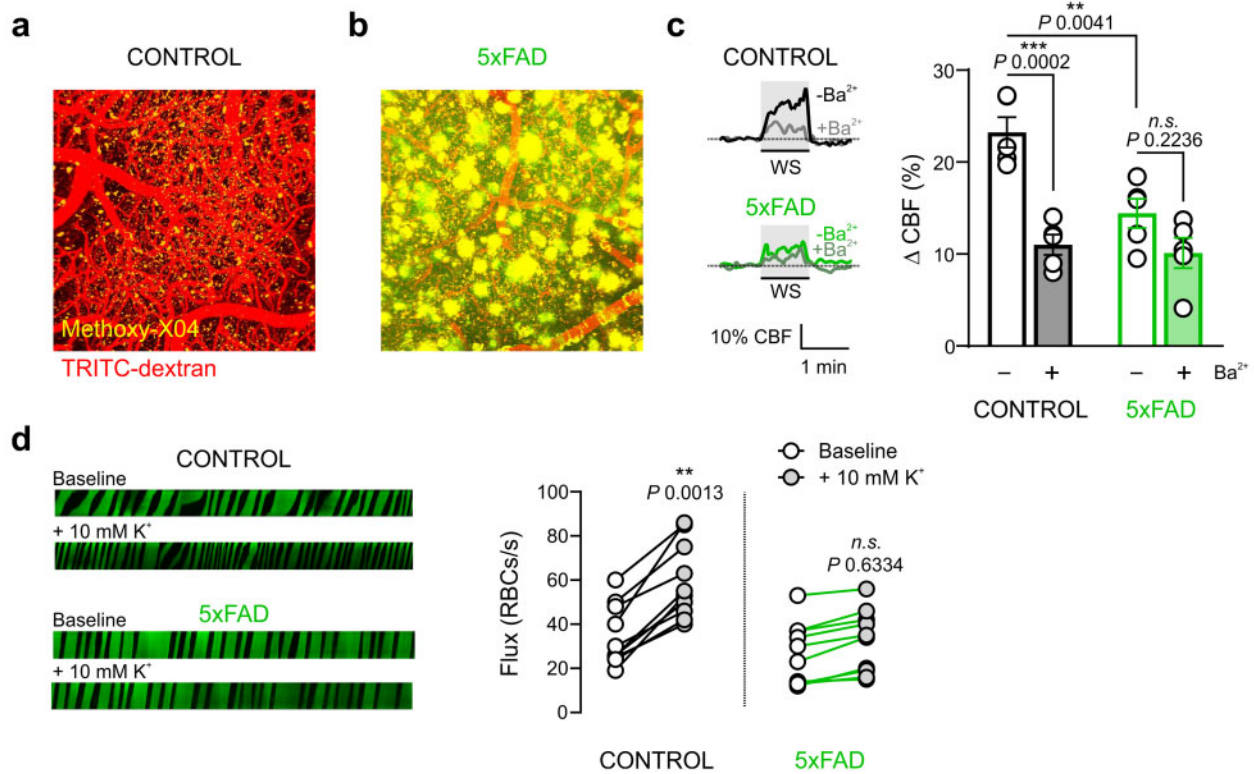 a
CONTROL
Methoxy-X04
TRITC-dextran
b
5xFAD
c
CONTROL
-Ba²⁺
+Ba²⁺
WS
5xFAD
-Ba²⁺
+Ba²⁺
WS
10% CBF
1 min
**
P 0.0041
***
P 0.0002
n.s.
P 0.2236
Δ CBF (%)
30
20
10
0
– + – + Ba²⁺
CONTROL 5xFAD
d
CONTROL
Baseline
+ 10 mM K⁺
5xFAD
Baseline
+ 10 mM K⁺
Baseline
+ 10 mM K⁺
**
P 0.0013
n.s.
P 0.6334
Flux (RBCs/s)
100
80
60
40
20
0
CONTROL 5xFAD